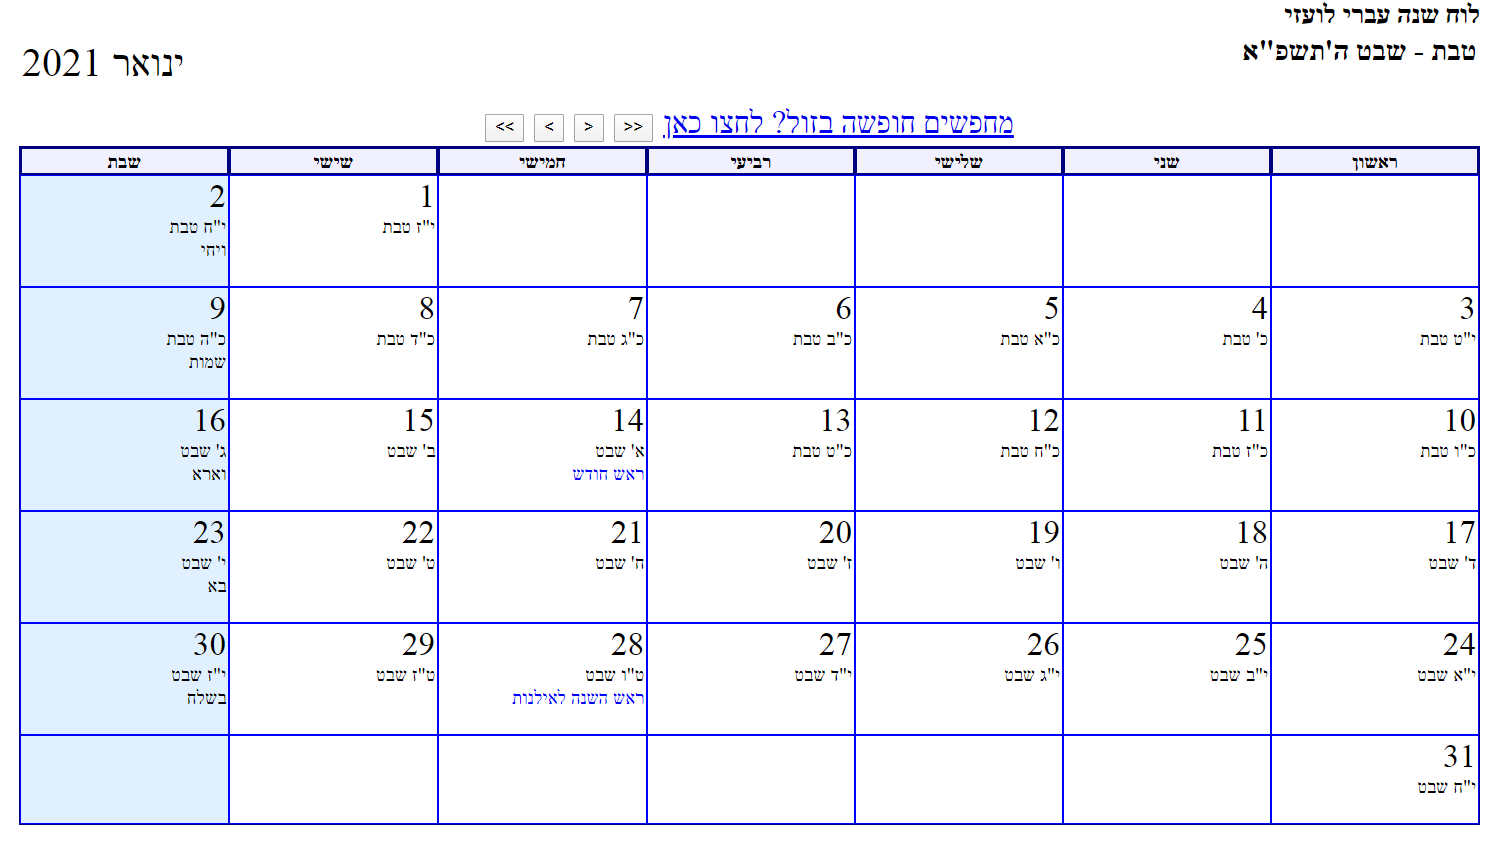 לוח שנה עברי לועזי
טבת - שבט ה'תשפ"א
ינואר 2021
מחפשים חופשה בזול? לחצו כאן >> > < <<
ראשון שני שלישי רביעי חמישי שישי שבת
1 2
י"ז טבת י"ח טבת
ויחי
3 4 5 6 7 8 9
י"ט טבת כ' טבת כ"א טבת כ"ב טבת כ"ג טבת כ"ד טבת כ"ה טבת
שמות
10 11 12 13 14 15 16
כ"ו טבת כ"ז טבת כ"ח טבת כ"ט טבת א' שבט ב' שבט ג' שבט
ראש חודש וארא
17 18 19 20 21 22 23
ד' שבט ה' שבט ו' שבט ז' שבט ח' שבט ט' שבט י' שבט
בא
24 25 26 27 28 29 30
י"א שבט י"ב שבט י"ג שבט י"ד שבט ט"ו שבט ט"ז שבט י"ז שבט
ראש השנה לאילנות בשלח
31
י"ח שבט